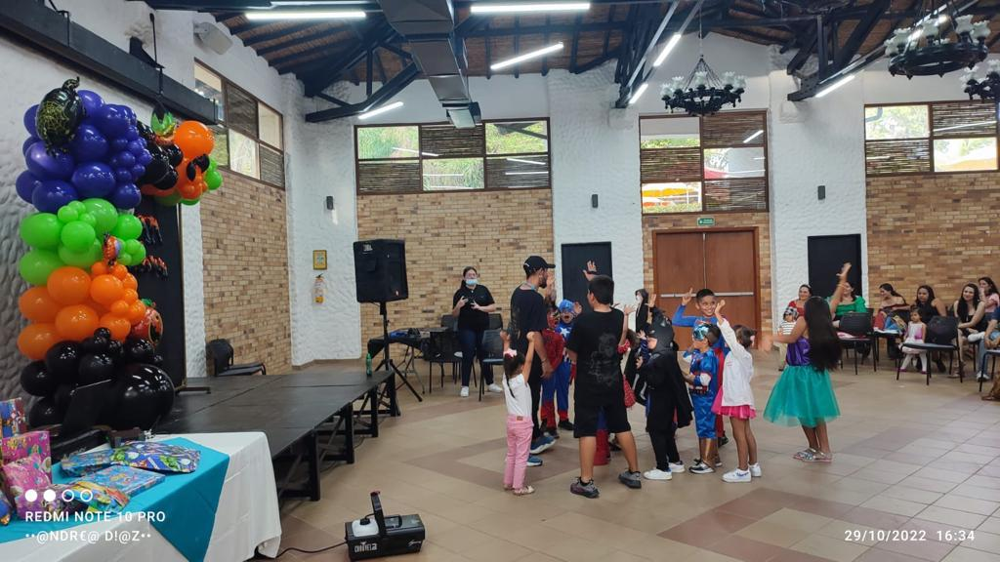 REDMI NOTE 10 PRO
••@NDR€@ D!@Z••
29/10/2022 16:34